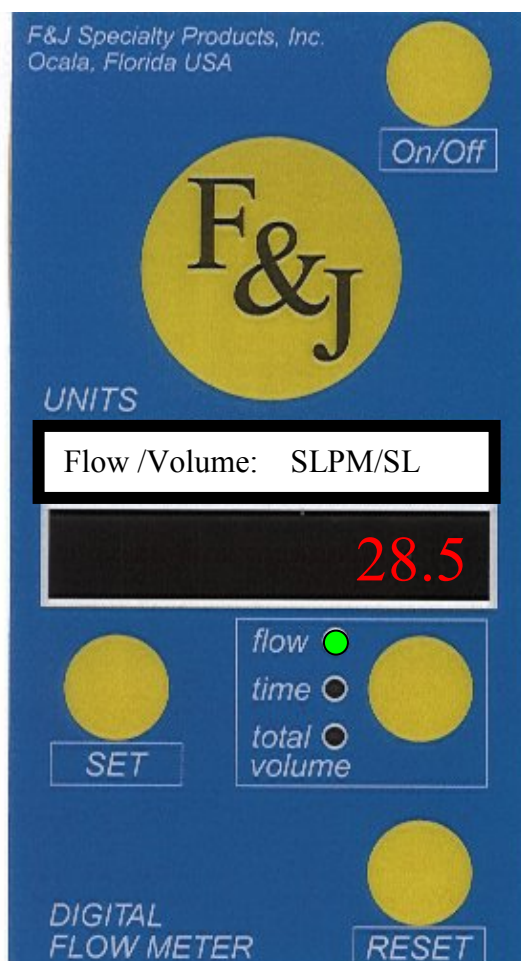 F&J Specialty Products, Inc.
Ocala, Florida USA
On/Off
F&J
UNITS
Flow /Volume: SLPM/SL
28.5
flow
time
total
volume
SET
DIGITAL
FLOW METER
RESET